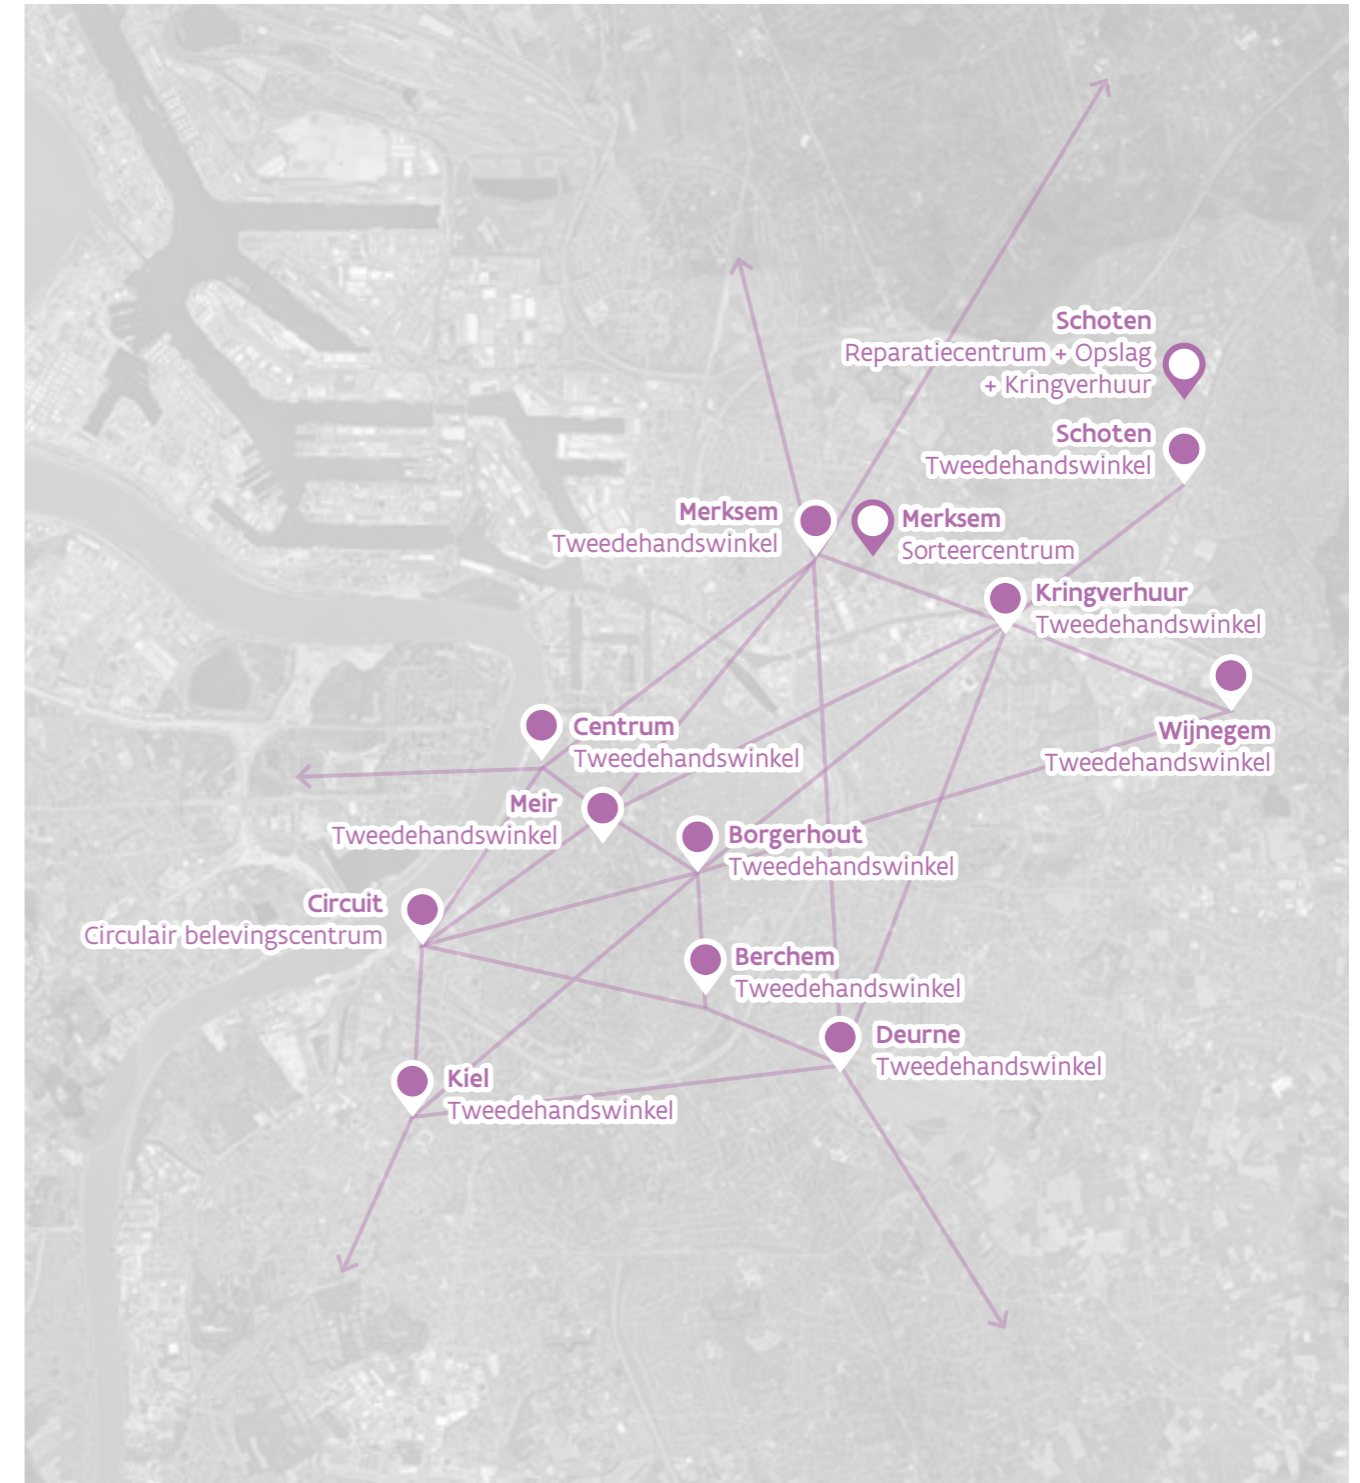 Schoten
Reparatiecentrum + Opslag
+ Kringverhuur
Schoten
Tweedehandswinkel
Merksem
Tweedehandswinkel
Merksem
Sorteercentrum
Kringverhuur
Tweedehandswinkel
Centrum
Tweedehandswinkel
Wijnegem
Tweedehandswinkel
Meir
Tweedehandswinkel
Borgerhout
Tweedehandswinkel
Circuit
Circulair belevingscentrum
Berchem
Tweedehandswinkel
Deurne
Tweedehandswinkel
Kiel
Tweedehandswinkel